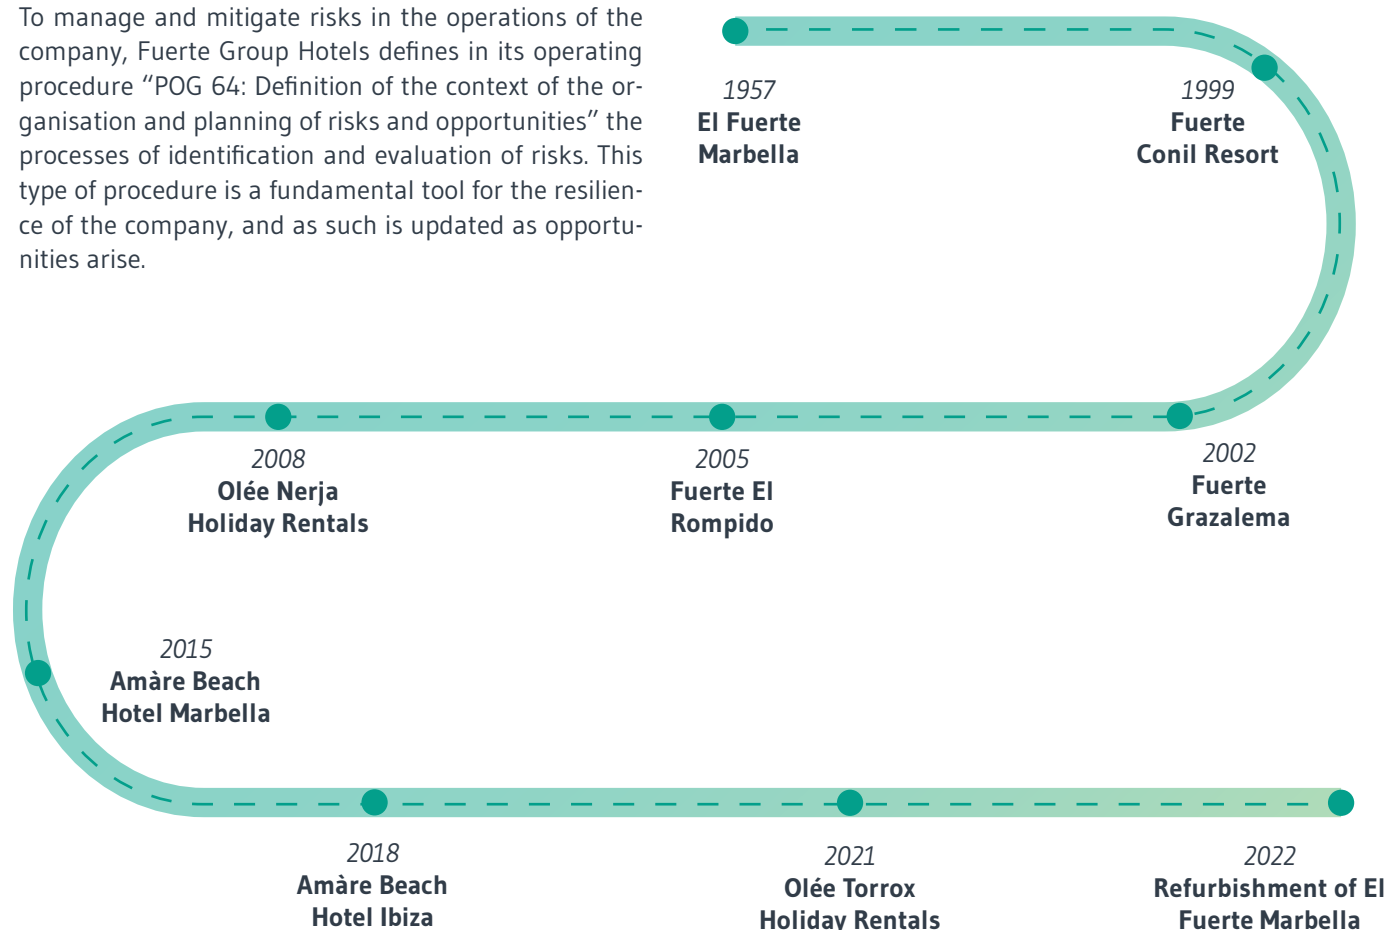 To manage and mitigate risks in the operations of the
company, Fuerte Group Hotels defines in its operating
procedure “POG 64: Definition of the context of the or-
ganisation and planning of risks and opportunities” the
processes of identification and evaluation of risks. This
type of procedure is a fundamental tool for the resilien-
ce of the company, and as such is updated as opportu-
nities arise.
1957
El Fuerte
Marbella
1999
Fuerte
Conil Resort
2002
Fuerte
Grazalema
2005
Fuerte El
Rompido
2008
Olée Nerja
Holiday Rentals
2015
Amàre Beach
Hotel Marbella
2018
Amàre Beach
Hotel Ibiza
2021
Olée Torrox
Holiday Rentals
2022
Refurbishment of El
Fuerte Marbella